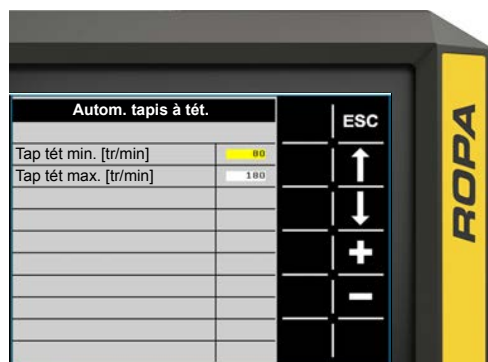 Autom. tapis à tét.
ESC
Tap tét min. [tr/min] 80
Tap tét max. [tr/min] 180
ROPA